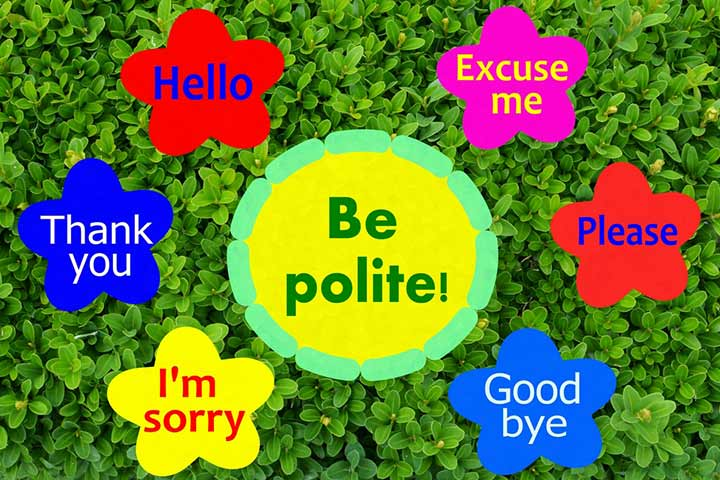 Hello
Excuse
me
Thank
you
Be
polite!
Please
I'm
sorry
Good
bye